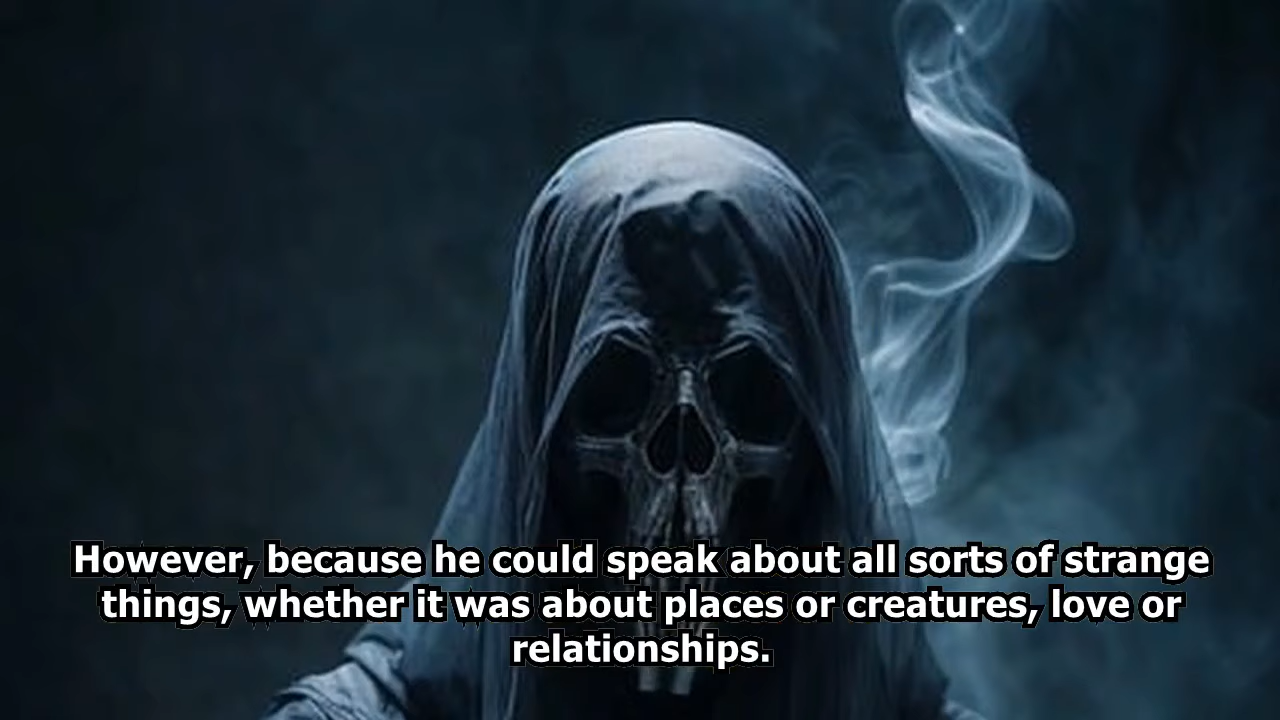 However, because he could speak about all sorts of strange
things, whether it was about places or creatures, love or
relationships.